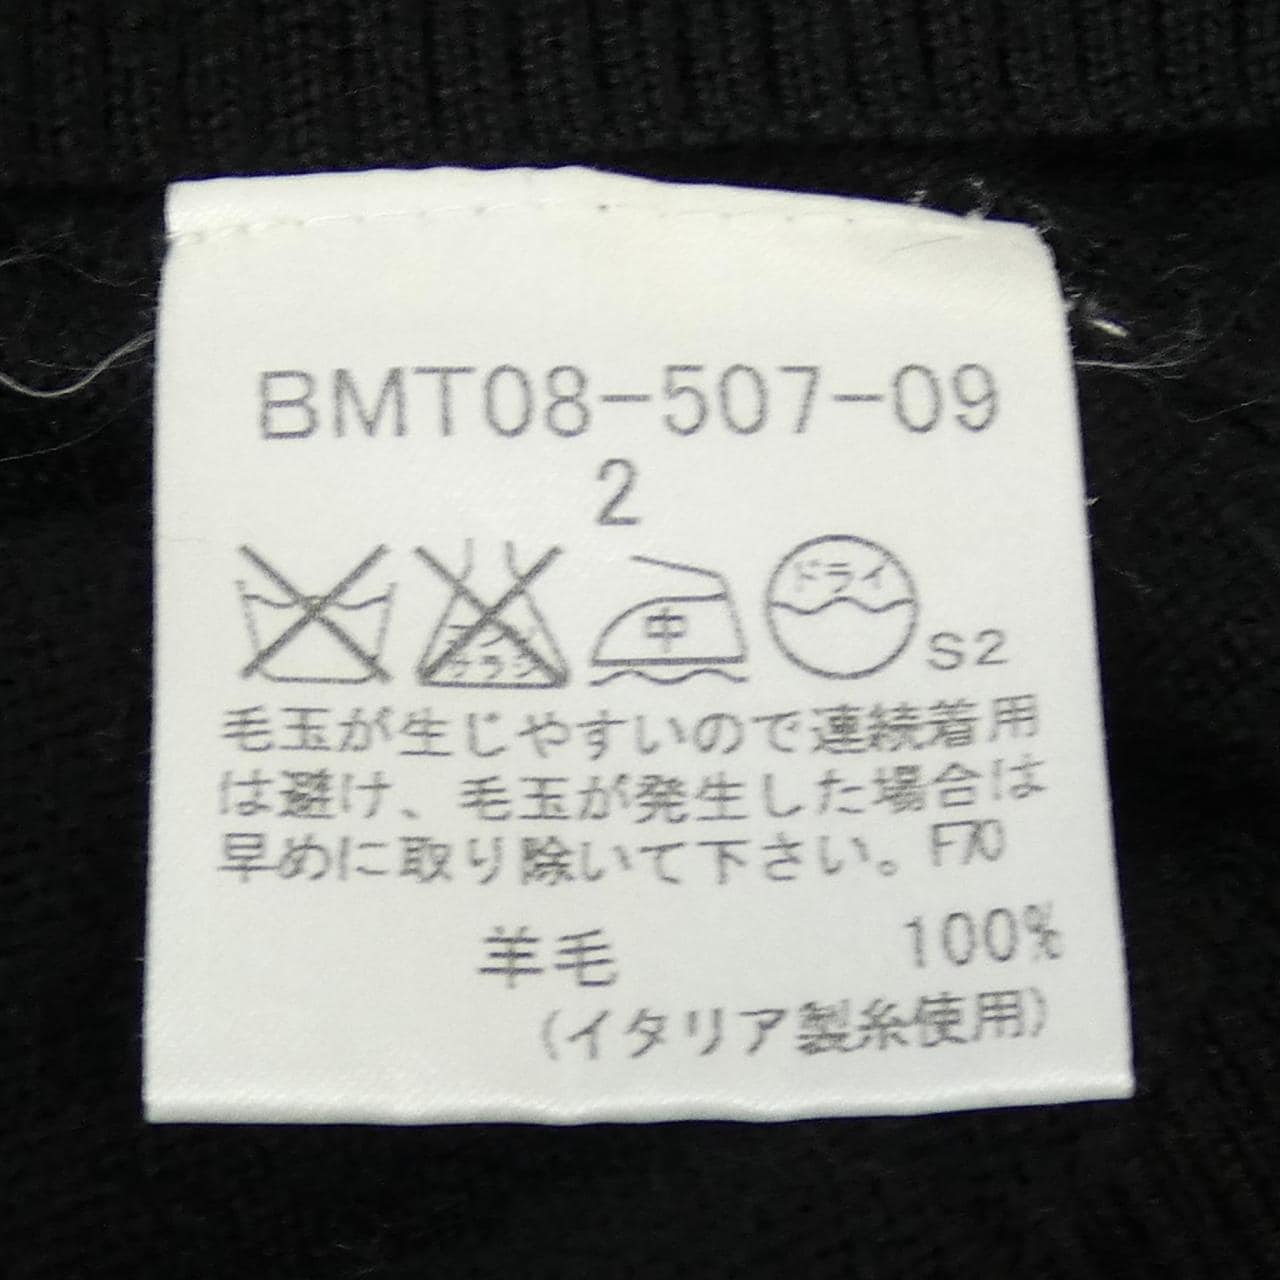 BMT08-507-09
2
中
ドライ
S2
毛玉が生じやすいので連続着用
は避け、毛玉が発生した場合は
早めに取り除いて下さい。F70
羊毛 100%
(イタリア製糸使用)